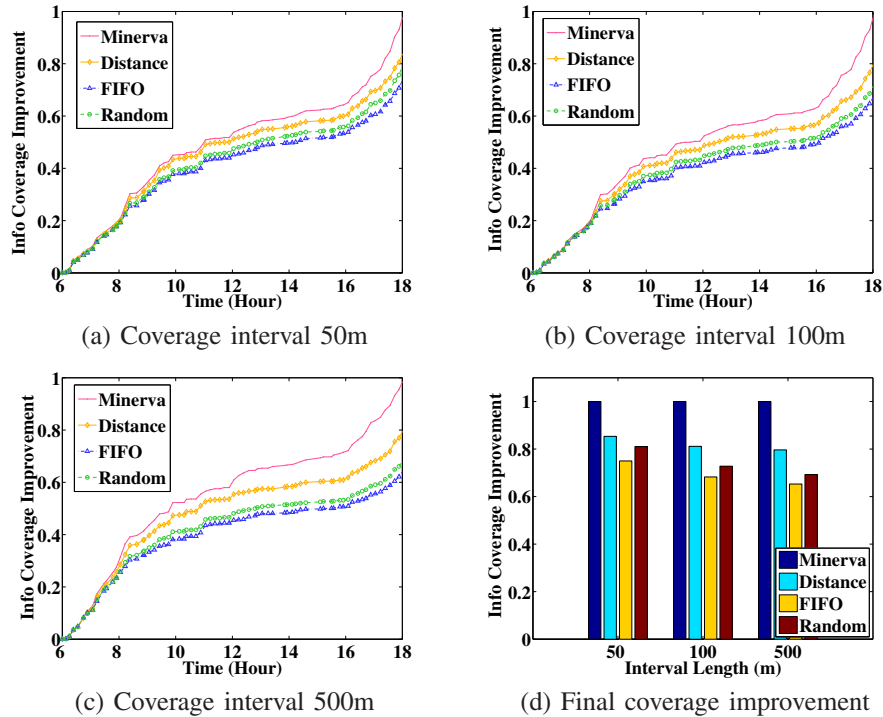 Info Coverage Improvement
1
0.8
0.6
0.4
0.2
0
Minerva
Distance
FIFO
Random
6 8 10 12 14 16 18
Time (Hour)
(a) Coverage interval 50m
Info Coverage Improvement
1
0.8
0.6
0.4
0.2
0
Minerva
Distance
FIFO
Random
6 8 10 12 14 16 18
Time (Hour)
(b) Coverage interval 100m
Info Coverage Improvement
1
0.8
0.6
0.4
0.2
0
Minerva
Distance
FIFO
Random
6 8 10 12 14 16 18
Time (Hour)
(c) Coverage interval 500m
Info Coverage Improvement
1
0.8
0.6
0.4
0.2
0
Minerva
Distance
FIFO
Random
50 100 500
Interval Length (m)
(d) Final coverage improvement